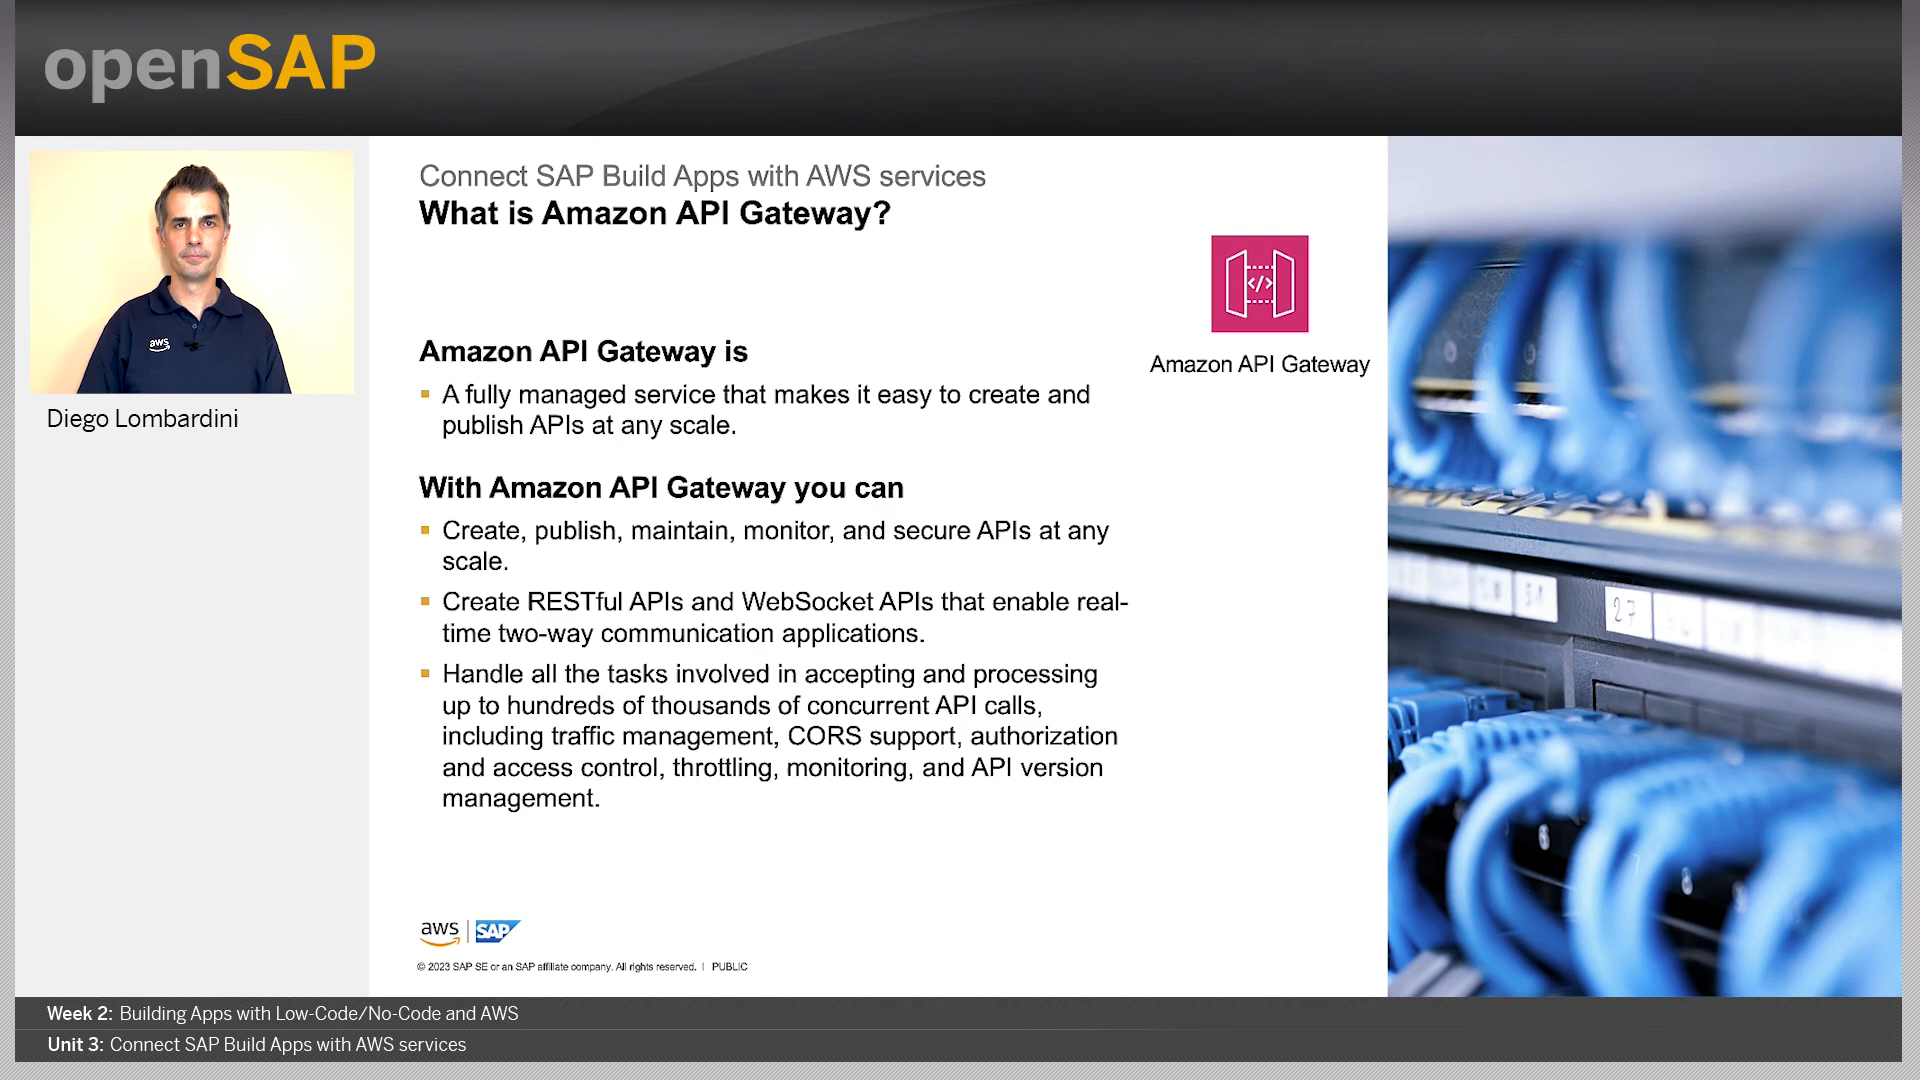 openSAP
Connect SAP Build Apps with AWS services
What is Amazon API Gateway?
</>
Amazon API Gateway
aws
Diego Lombardini
Amazon API Gateway is
▪ A fully managed service that makes it easy to create and
publish APIs at any scale.
With Amazon API Gateway you can
▪ Create, publish, maintain, monitor, and secure APIs at any
scale.
▪ Create RESTful APIs and WebSocket APIs that enable real-
time two-way communication applications.
▪ Handle all the tasks involved in accepting and processing
up to hundreds of thousands of concurrent API calls,
including traffic management, CORS support, authorization
and access control, throttling, monitoring, and API version
management.
27
aws | SAP
© 2023 SAP SE or an SAP affiliate company. All rights reserved. | PUBLIC
Week 2: Building Apps with Low-Code/No-Code and AWS
Unit 3: Connect SAP Build Apps with AWS services